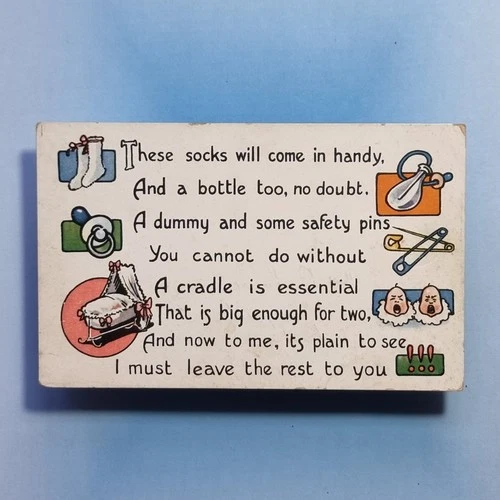 These socks will come in handy,
And a bottle too, no doubt.
A dummy and some safety pins
You cannot do without
A cradle is essential
That is big enough for two,
And now to me, its plain to see
I must leave the rest to you
!!!